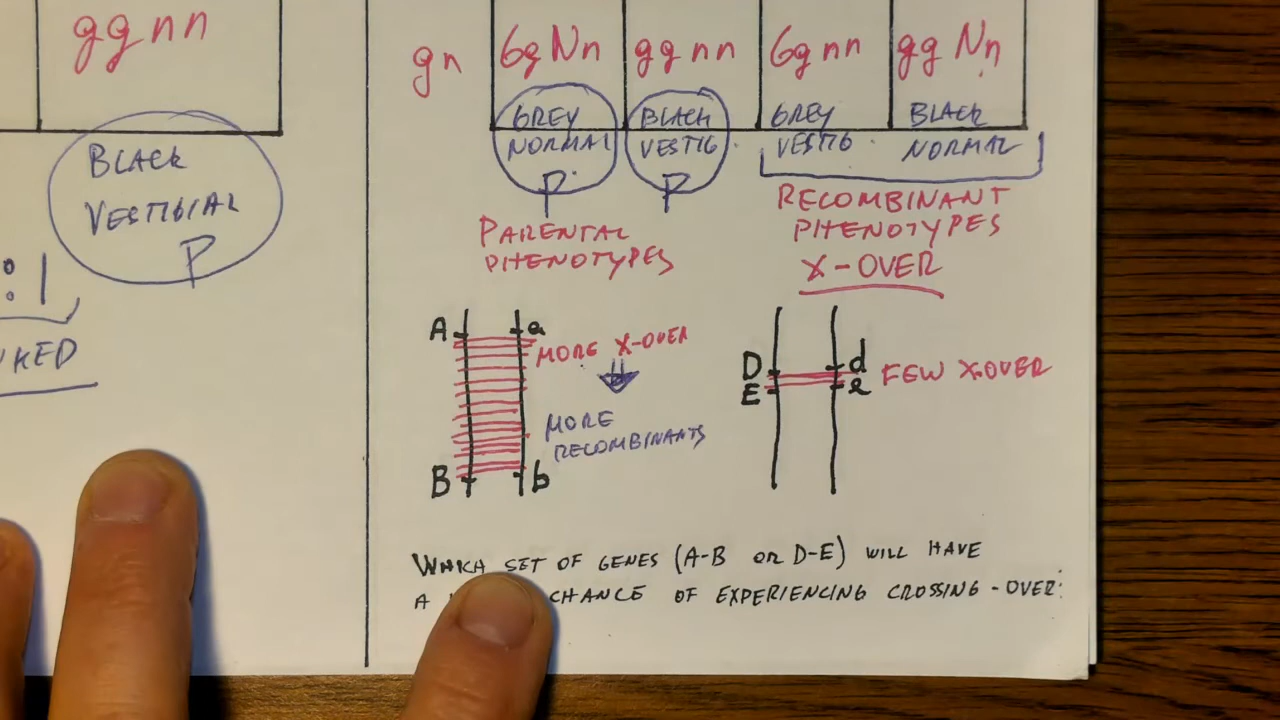 ggnn
BLACK
VESTIGIAL
P
:1
gn
GgNn
ggnn
Ggnn
ggNn
GREY
NORMAL
P
BLACK
VESTIG
P
GREY
VESTIG
BLACK
NORMAL
PARENTAL
PHENOTYPES
RECOMBINANT
PHENOTYPES
X-OVER
A a
MORE X-OVER
MORE
RECOMBINANTS
B b
D d
E e
FEW X-OVER
WHICH SET OF GENES (A-B OR D-E) WILL HAVE
A CHANCE OF EXPERIENCING CROSSING-OVER: